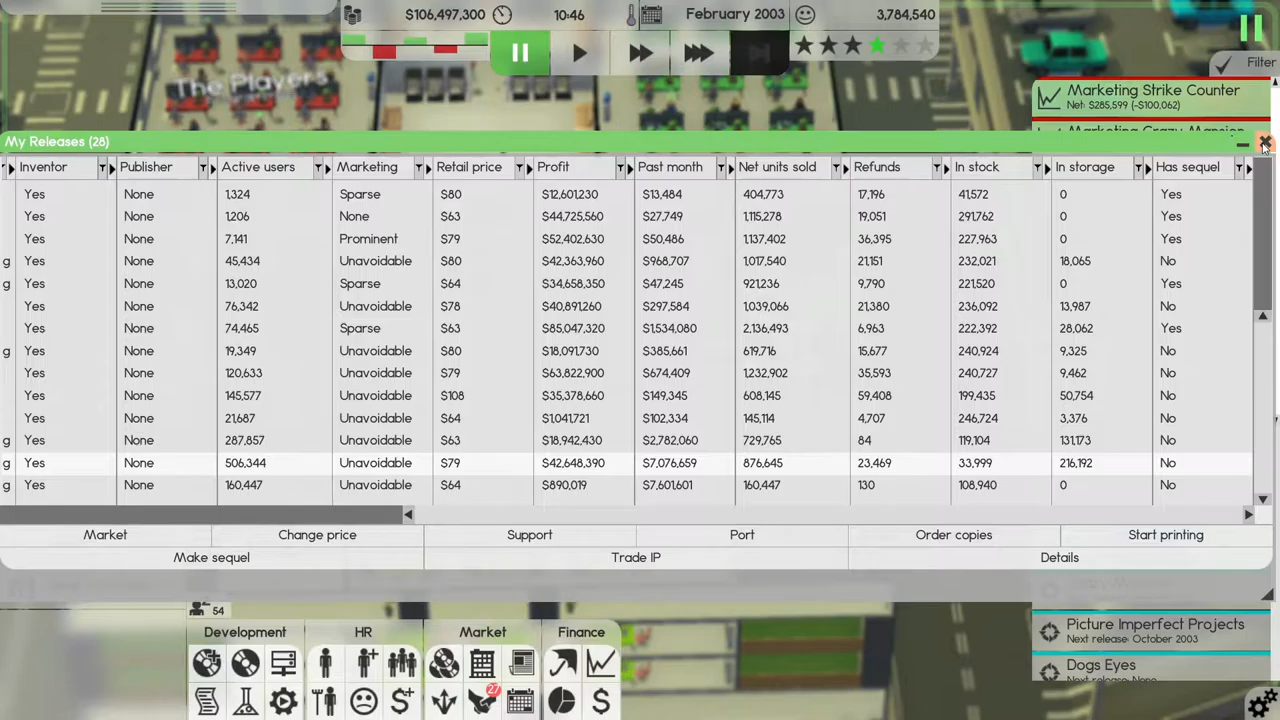 $106,497,300 10:46 February 2003 3,784,540
The Players
Filter
Marketing Strike Counter
Net: $285,599 (-$100,062)
Marketing Crazy Mansion
My Releases (28)
Inventor Publisher Active users Marketing Retail price Profit Past month Net units sold Refunds In stock In storage Has sequel
Yes None 1,324 Sparse $80 $12,601,230 $13,484 404,773 17,196 41,572 0 Yes
Yes None 1,206 None $63 $44,725,560 $27,749 1,115,278 19,051 291,762 0 Yes
Yes None 7,141 Prominent $79 $52,402,630 $50,486 1,137,402 36,395 227,963 0 Yes
g Yes None 45,434 Unavoidable $80 $42,363,960 $968,707 1,017,540 21,151 232,021 18,065 No
g Yes None 13,020 Sparse $64 $34,658,350 $47,245 921,236 9,790 221,520 0 Yes
Yes None 76,342 Unavoidable $78 $40,891,260 $297,584 1,039,066 21,380 236,092 13,987 No
Yes None 74,465 Sparse $63 $85,047,320 $1,534,080 2,136,493 6,963 222,392 28,062 Yes
g Yes None 19,349 Unavoidable $80 $18,091,730 $385,661 619,716 15,677 240,924 9,325 No
Yes None 120,633 Unavoidable $79 $63,822,900 $674,409 1,232,902 35,593 240,727 9,462 No
Yes None 145,577 Unavoidable $108 $35,378,660 $149,345 608,145 59,408 199,435 50,754 No
Yes None 21,687 Unavoidable $64 $1,041,721 $102,334 145,114 4,707 246,724 3,376 No
g Yes None 287,857 Unavoidable $63 $18,942,430 $2,782,060 729,765 84 119,104 131,173 No
g Yes None 506,344 Unavoidable $79 $42,648,390 $7,076,659 876,645 23,469 33,999 216,192 No
g Yes None 160,447 Unavoidable $64 $890,019 $7,601,601 160,447 130 108,940 0 No
Market Change price Support Port Order copies Start printing
Make sequel Trade IP Details
54
Development HR Market Finance
27
Picture Imperfect Projects
Next release: October 2003
Dogs Eyes
Next release: None